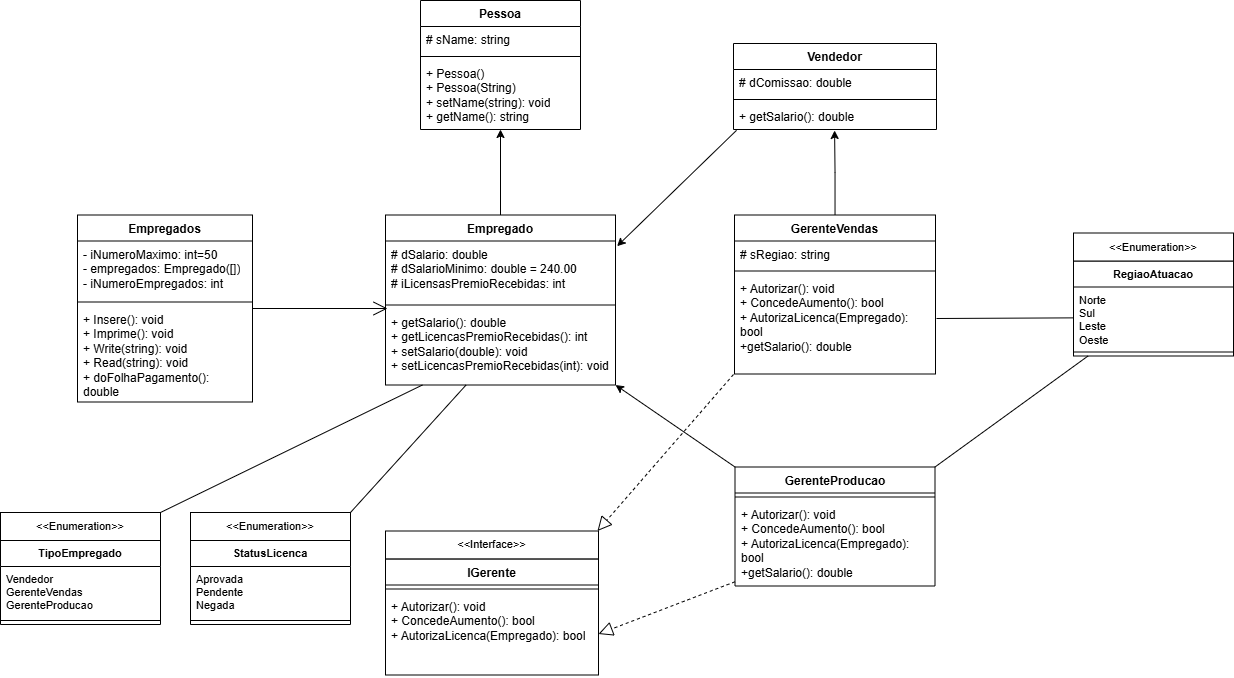 Pessoa
# sName: string
+ Pessoa()
+ Pessoa(String)
+ setName(string): void
+ getName(): string
Vendedor
# dComissao: double
+ getSalario(): double
Empregados
- iNumeroMaximo: int=50
- empregados: Empregado([])
- iNumeroEmpregados: int
+ Insere(): void
+ Imprime(): void
+ Write(string): void
+ Read(string): void
+ doFolhaPagamento():
double
Empregado
# dSalario: double
# dSalarioMinimo: double = 240.00
# iLicensasPremioRecebidas: int
+ getSalario(): double
+ getLicencasPremioRecebidas(): int
+ setSalario(double): void
+ setLicencasPremioRecebidas(int): void
GerenteVendas
# sRegiao: string
+ Autorizar(): void
+ ConcedeAumento(): bool
+ AutorizaLicenca(Empregado):
bool
+getSalario(): double
<<Enumeration>>
RegiaoAtuacao
Norte
Sul
Leste
Oeste
GerenteProducao
+ Autorizar(): void
+ ConcedeAumento(): bool
+ AutorizaLicenca(Empregado):
bool
+getSalario(): double
<<Enumeration>>
TipoEmpregado
Vendedor
GerenteVendas
GerenteProducao
<<Enumeration>>
StatusLicenca
Aprovada
Pendente
Negada
<<Interface>>
IGerente
+ Autorizar(): void
+ ConcedeAumento(): bool
+ AutorizaLicenca(Empregado): bool